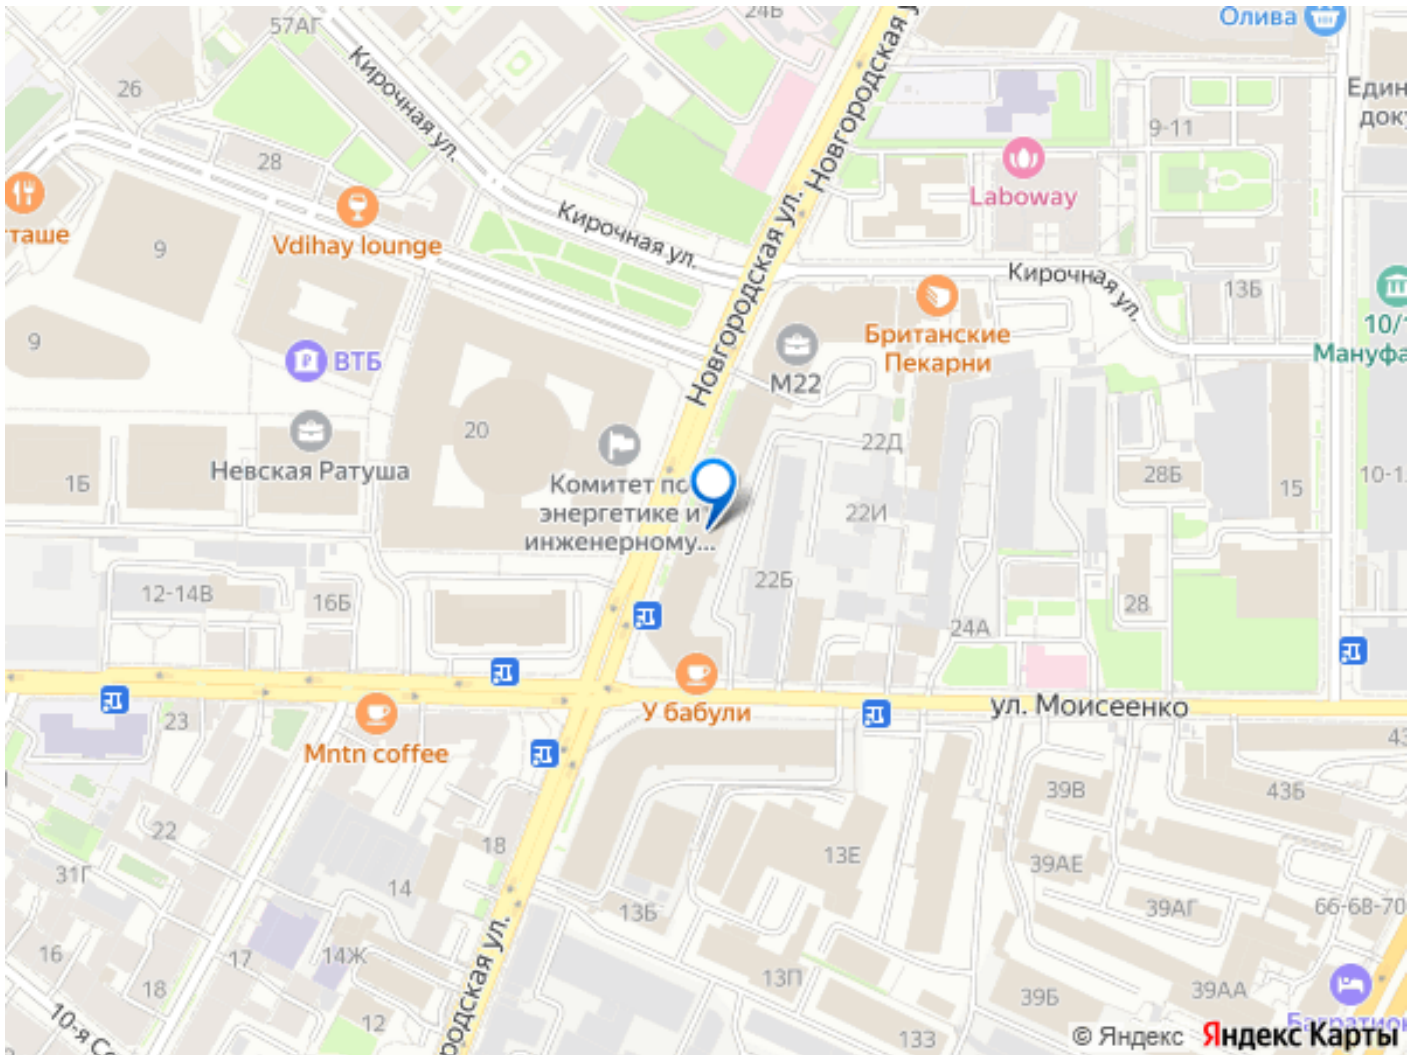 57АГ
24Б
Новгородская у
Олива
26
Кирочная ул.
Един
док
9-11
28
Laboway
таше
Vdihay lounge
9
Кирочная ул.
Новгородская ул.
Кирочная ул.
13Б
10/
Мануфа
9
ВТБ
Британские
Пекарни
М22
20
Невская Ратуша
1Б
Комитет по
энергетике и
инженерному...
22Д
22И
28Б
15
10-1
12-14В
16Б
22Б
24А
28
23
Mntn coffee
У бабули
ул. Моисеенко
43
39В
43Б
22
18
31Г
14
13Е
39АЕ
13Б
39АГ
66-68-70
16
17
14Ж
18
13П
39Б
39АА
12
10-я Со
ородская ул.
133
Багратион
© Яндекс Яндекс Карты